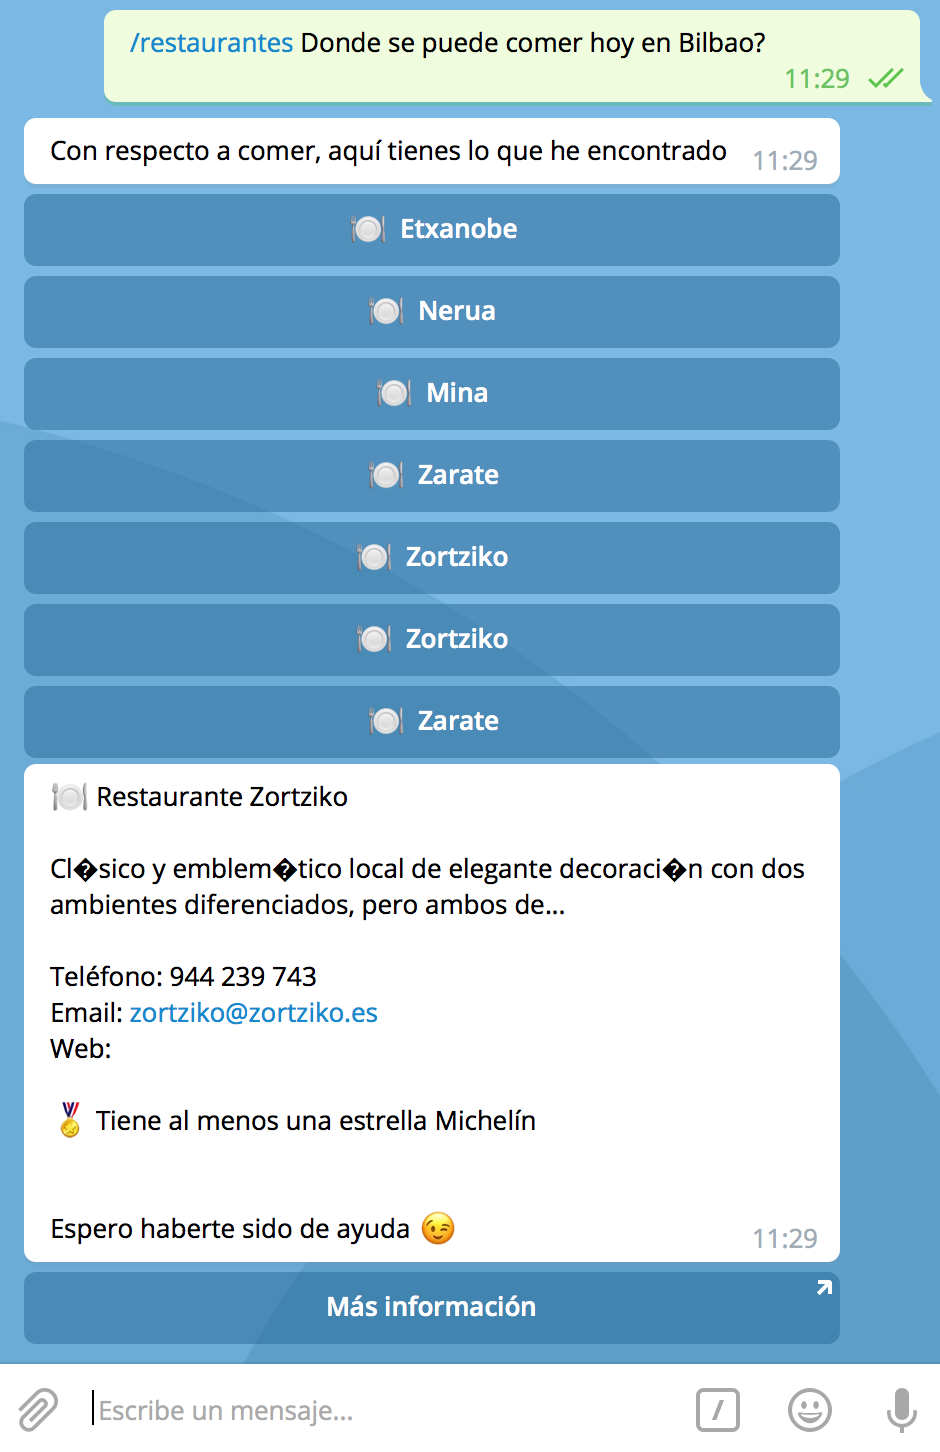 /restaurantes Donde se puede comer hoy en Bilbao?
11:29
Con respecto a comer, aquí tienes lo que he encontrado 11:29
Etxanobe
Nerua
Mina
Zarate
Zortziko
Zortziko
Zarate
Restaurante Zortziko
Cl�sico y emblem�tico local de elegante decoraci�n con dos
ambientes diferenciados, pero ambos de...
Teléfono: 944 239 743
Email: zortziko@zortziko.es
Web:
Tiene al menos una estrella Michelín
Espero haberte sido de ayuda 😉 11:29
Más información
Escribe un mensaje...